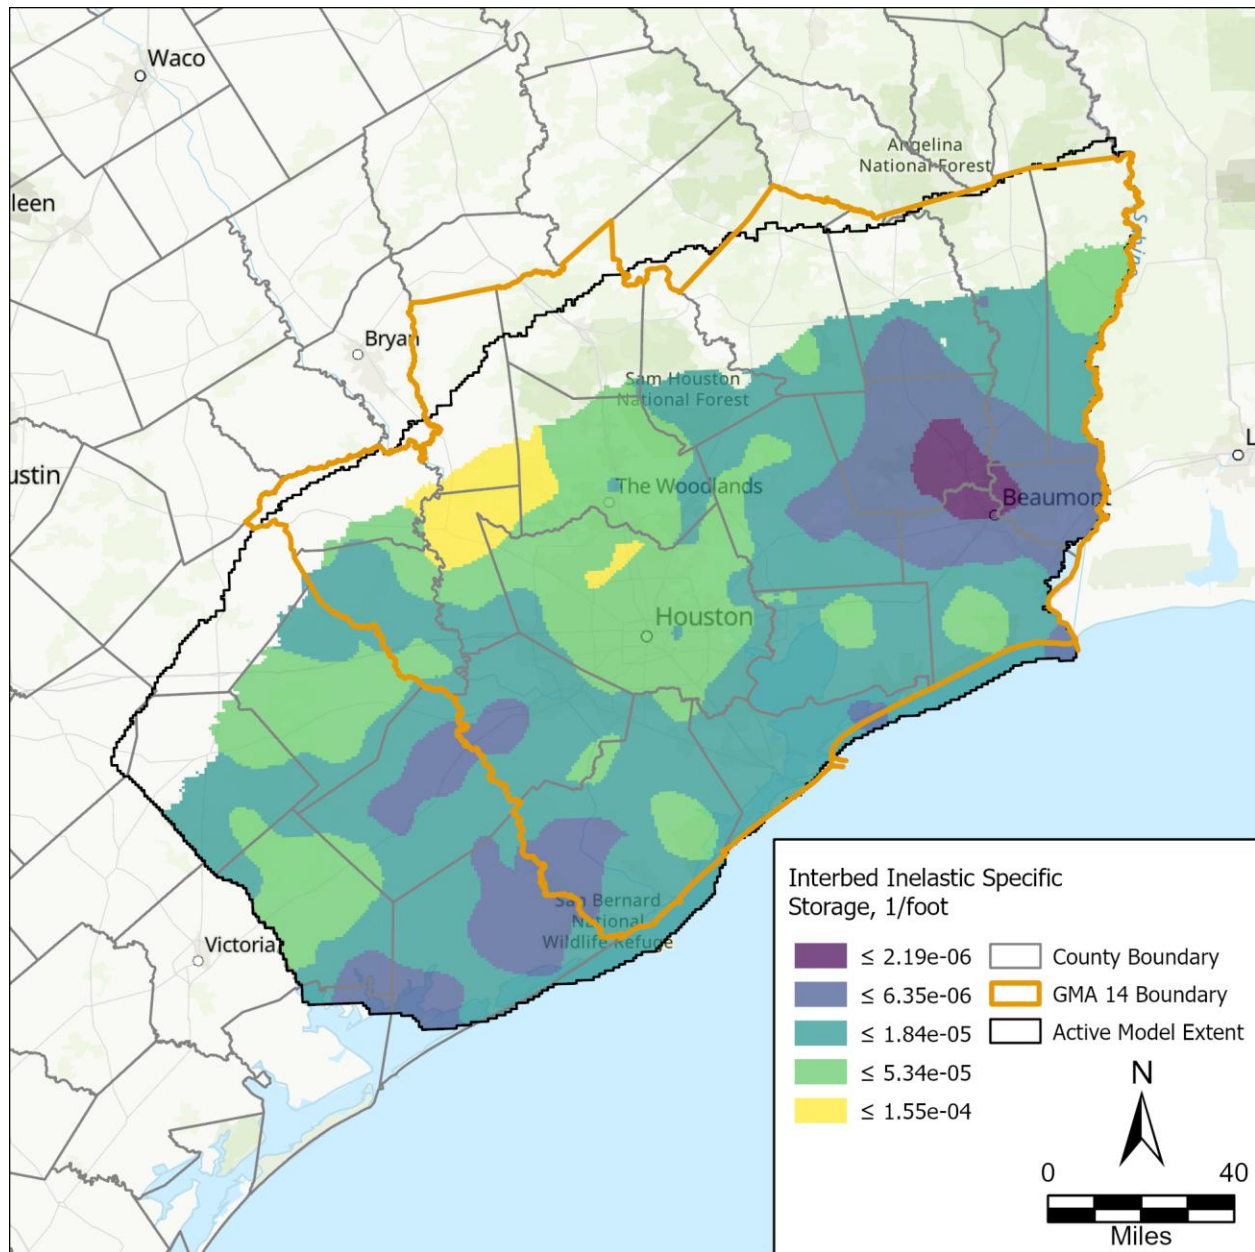 Waco
Angelina
National Forest
leen
Sabine
Bryan
Sam Houston
National Forest
ustin
L
The Woodlands
Beaumont
Houston
San Bernard
National
Wildlife Refuge
Victoria
Interbed Inelastic Specific
Storage, 1/foot
≤ 2.19e-06
≤ 6.35e-06
≤ 1.84e-05
≤ 5.34e-05
≤ 1.55e-04
County Boundary
GMA 14 Boundary
Active Model Extent
N
0 40
Miles